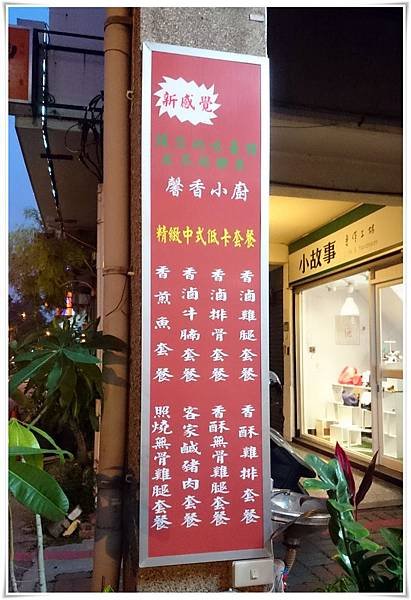 新感覺
馨香小廚
精緻中式低卡套餐
香滷雞腿套餐
香滷排骨套餐
香滷牛腩套餐
香煎魚套餐
香酥雞排套餐
香酥無骨雞腿套餐
客家鹹豬肉套餐
照燒無骨雞腿套餐
小故事